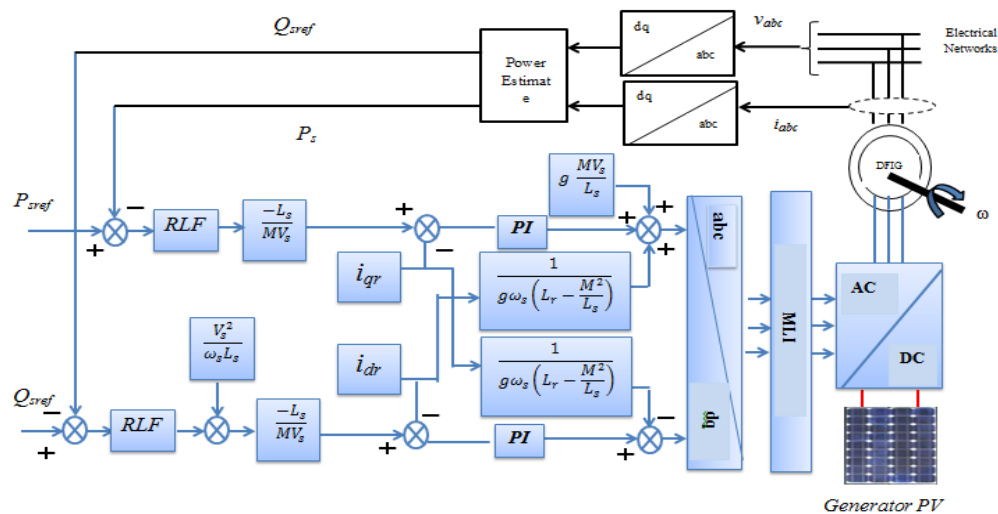 Q_sref
dq
abc
v_abc
Electrical
Networks
Power
Estimat
e
dq
abc
i_abc
P_s
DFIG
ω
P_sref
−
+
RLF
−L_s / MV_s
+
−
i_qr
PI
g MV_s / L_s
+
+
+
+
1 / gω_s (L_r − M² / L_s)
abc
dq
MLI
AC
DC
V_s² / ω_s L_s
i_dr
1 / gω_s (L_r − M² / L_s)
Q_sref
−
+
RLF
−L_s / MV_s
−
+
PI
−
+
Generator PV